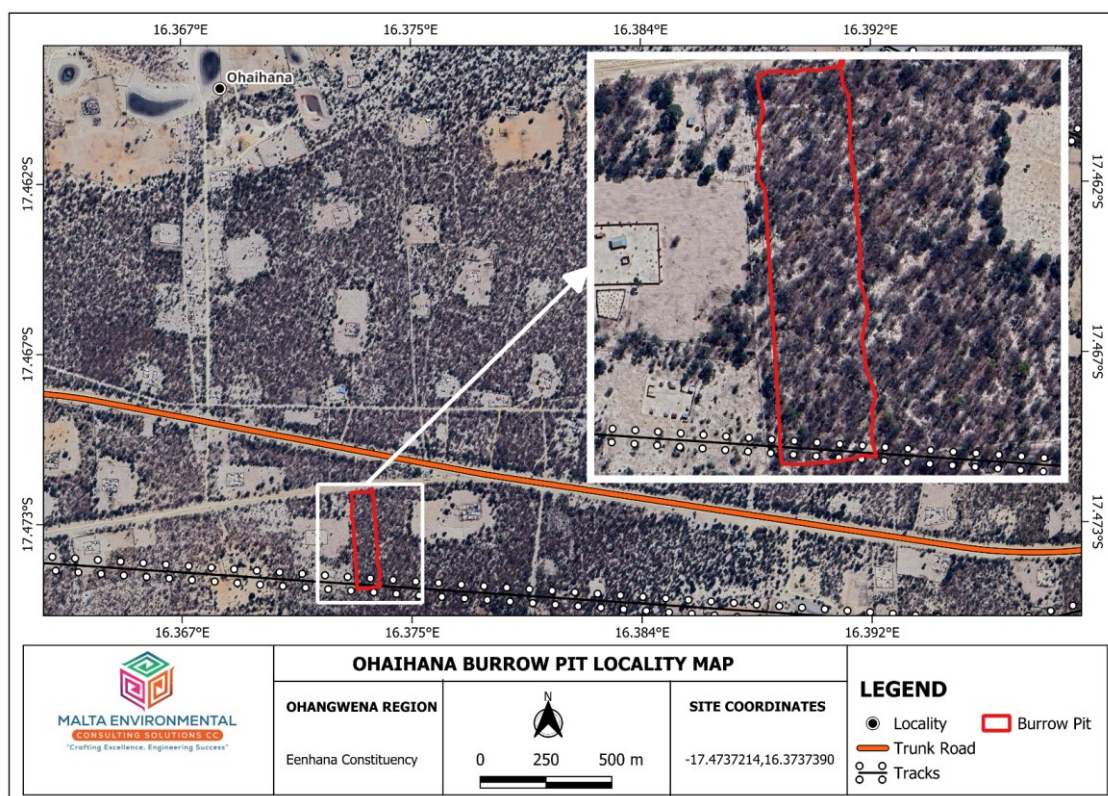 16.367°E 16.375°E 16.384°E 16.392°E
Ohaihana
17.462°S 17.462°S
17.467°S 17.467°S
17.473°S 17.473°S
16.367°E 16.375°E 16.384°E 16.392°E
MALTA ENVIRONMENTAL
CONSULTING SOLUTIONS CC
"Crafting Excellence, Engineering Success"
OHAIHANA BURROW PIT LOCALITY MAP
OHANGWENA REGION
Eenhana Constituency
N
0 250 500 m
SITE COORDINATES
-17.4737214,16.3737390
LEGEND
Locality Burrow Pit
Trunk Road
Tracks